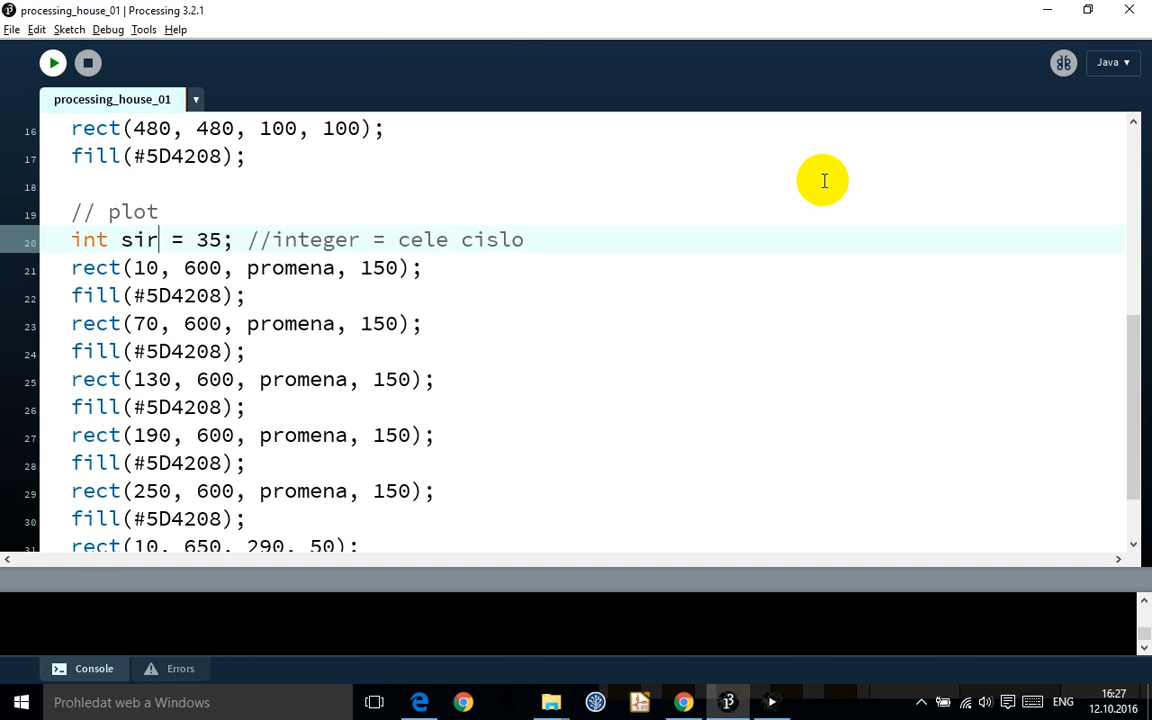 processing_house_01 | Processing 3.2.1
File Edit Sketch Debug Tools Help
Java ▾
processing_house_01
16 rect(480, 480, 100, 100);
17 fill(#5D4208);
18
19 // plot
20 int sir = 35; //integer = cele cislo
21 rect(10, 600, promena, 150);
22 fill(#5D4208);
23 rect(70, 600, promena, 150);
24 fill(#5D4208);
25 rect(130, 600, promena, 150);
26 fill(#5D4208);
27 rect(190, 600, promena, 150);
28 fill(#5D4208);
29 rect(250, 600, promena, 150);
30 fill(#5D4208);
31 rect(10, 650, 290, 50);
Console Errors
Prohledat web a Windows
ENG
16:27
12.10.2016